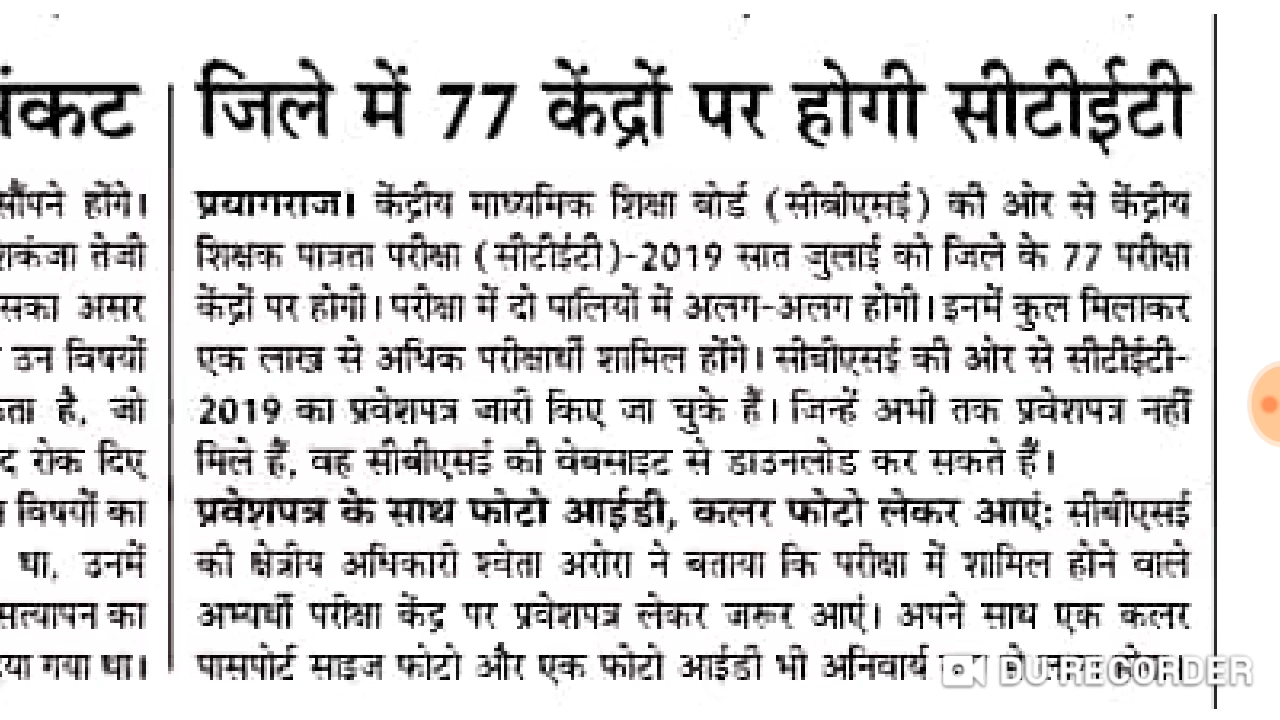 ंकट
सौंपने होंगे।
शकंजा तेजी
सका असर
उन विषयों
है, जो
रोक दिए
विषयों का
था, उनमें
सत्यापन का
गया था।
जिले में 77 केंद्रों पर होगी सीटीईटी
प्रयागराज। केंद्रीय माध्यमिक शिक्षा बोर्ड (सीबीएसई) की ओर से केंद्रीय
शिक्षक पात्रता परीक्षा (सीटीईटी)-2019 सात जुलाई को जिले के 77 परीक्षा
केंद्रों पर होगी। परीक्षा में दो पालियों में अलग-अलग होगी। इनमें कुल मिलाकर
एक लाख से अधिक परीक्षार्थी शामिल होंगे। सीबीएसई की ओर से सीटीईटी-
2019 का प्रवेशपत्र जारी किए जा चुके हैं। जिन्हें अभी तक प्रवेशपत्र नहीं
मिले हैं, वह सीबीएसई की वेबसाइट से डाउनलोड कर सकते हैं।
प्रवेशपत्र के साथ फोटो आईडी, कलर फोटो लेकर आएं: सीबीएसई
की क्षेत्रीय अधिकारी श्वेता अरोरा ने बताया कि परीक्षा में शामिल होने वाले
अभ्यर्थी परीक्षा केंद्र पर प्रवेशपत्र लेकर जरूर आएं। अपने साथ एक कलर
पासपोर्ट साइज फोटो और एक फोटो आईडी भी अनिवार्य
DU RECORDER